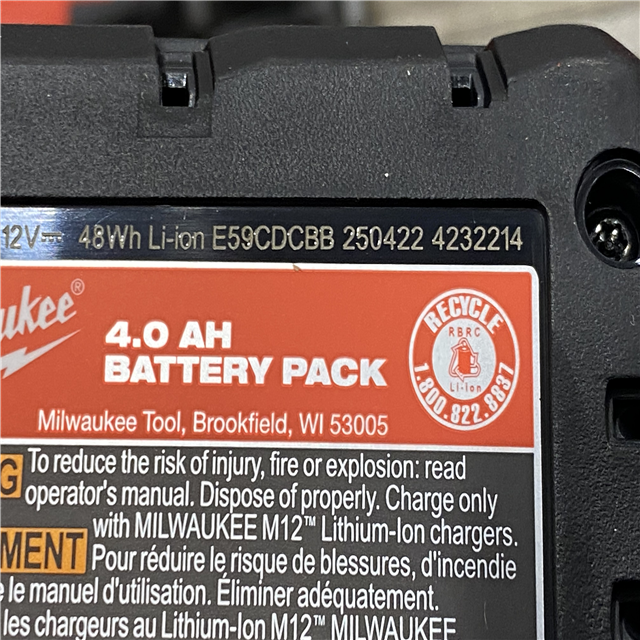 12V⎓ 48Wh Li-ion E59CDCBB 250422 4232214
4.0 AH
BATTERY PACK
Milwaukee Tool, Brookfield, WI 53005
RECYCLE
RBRC
Li-Ion
1.800.822.8837
To reduce the risk of injury, fire or explosion: read
operator's manual. Dispose of properly. Charge only
with MILWAUKEE M12™ Lithium-Ion chargers.
Pour réduire le risque de blessures, d'incendie
le manuel d'utilisation. Éliminer adéquatement.
les chargeurs au Lithium-Ion M12™ MILWAUKEE